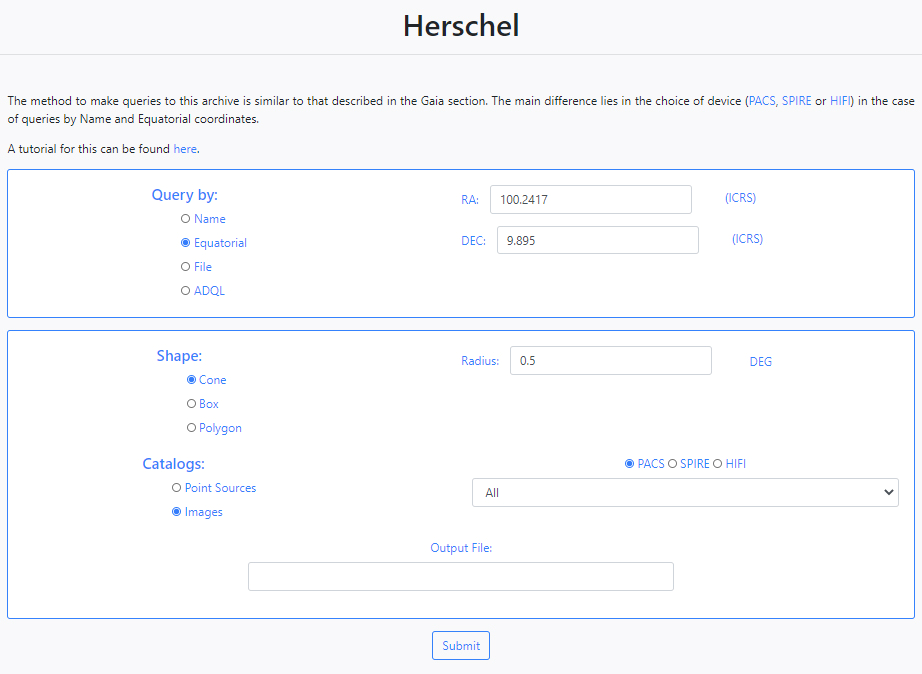 Herschel
The method to make queries to this archive is similar to that described in the Gaia section. The main difference lies in the choice of device (PACS, SPIRE or HIFI) in the case
of queries by Name and Equatorial coordinates.
A tutorial for this can be found here.
Query by:
Name
Equatorial
File
ADQL
RA: 100.2417 (ICRS)
DEC: 9.895 (ICRS)
Shape:
Cone
Box
Polygon
Radius: 0.5 DEG
Catalogs:
Point Sources
Images
PACS SPIRE HIFI
All
Output File:
Submit